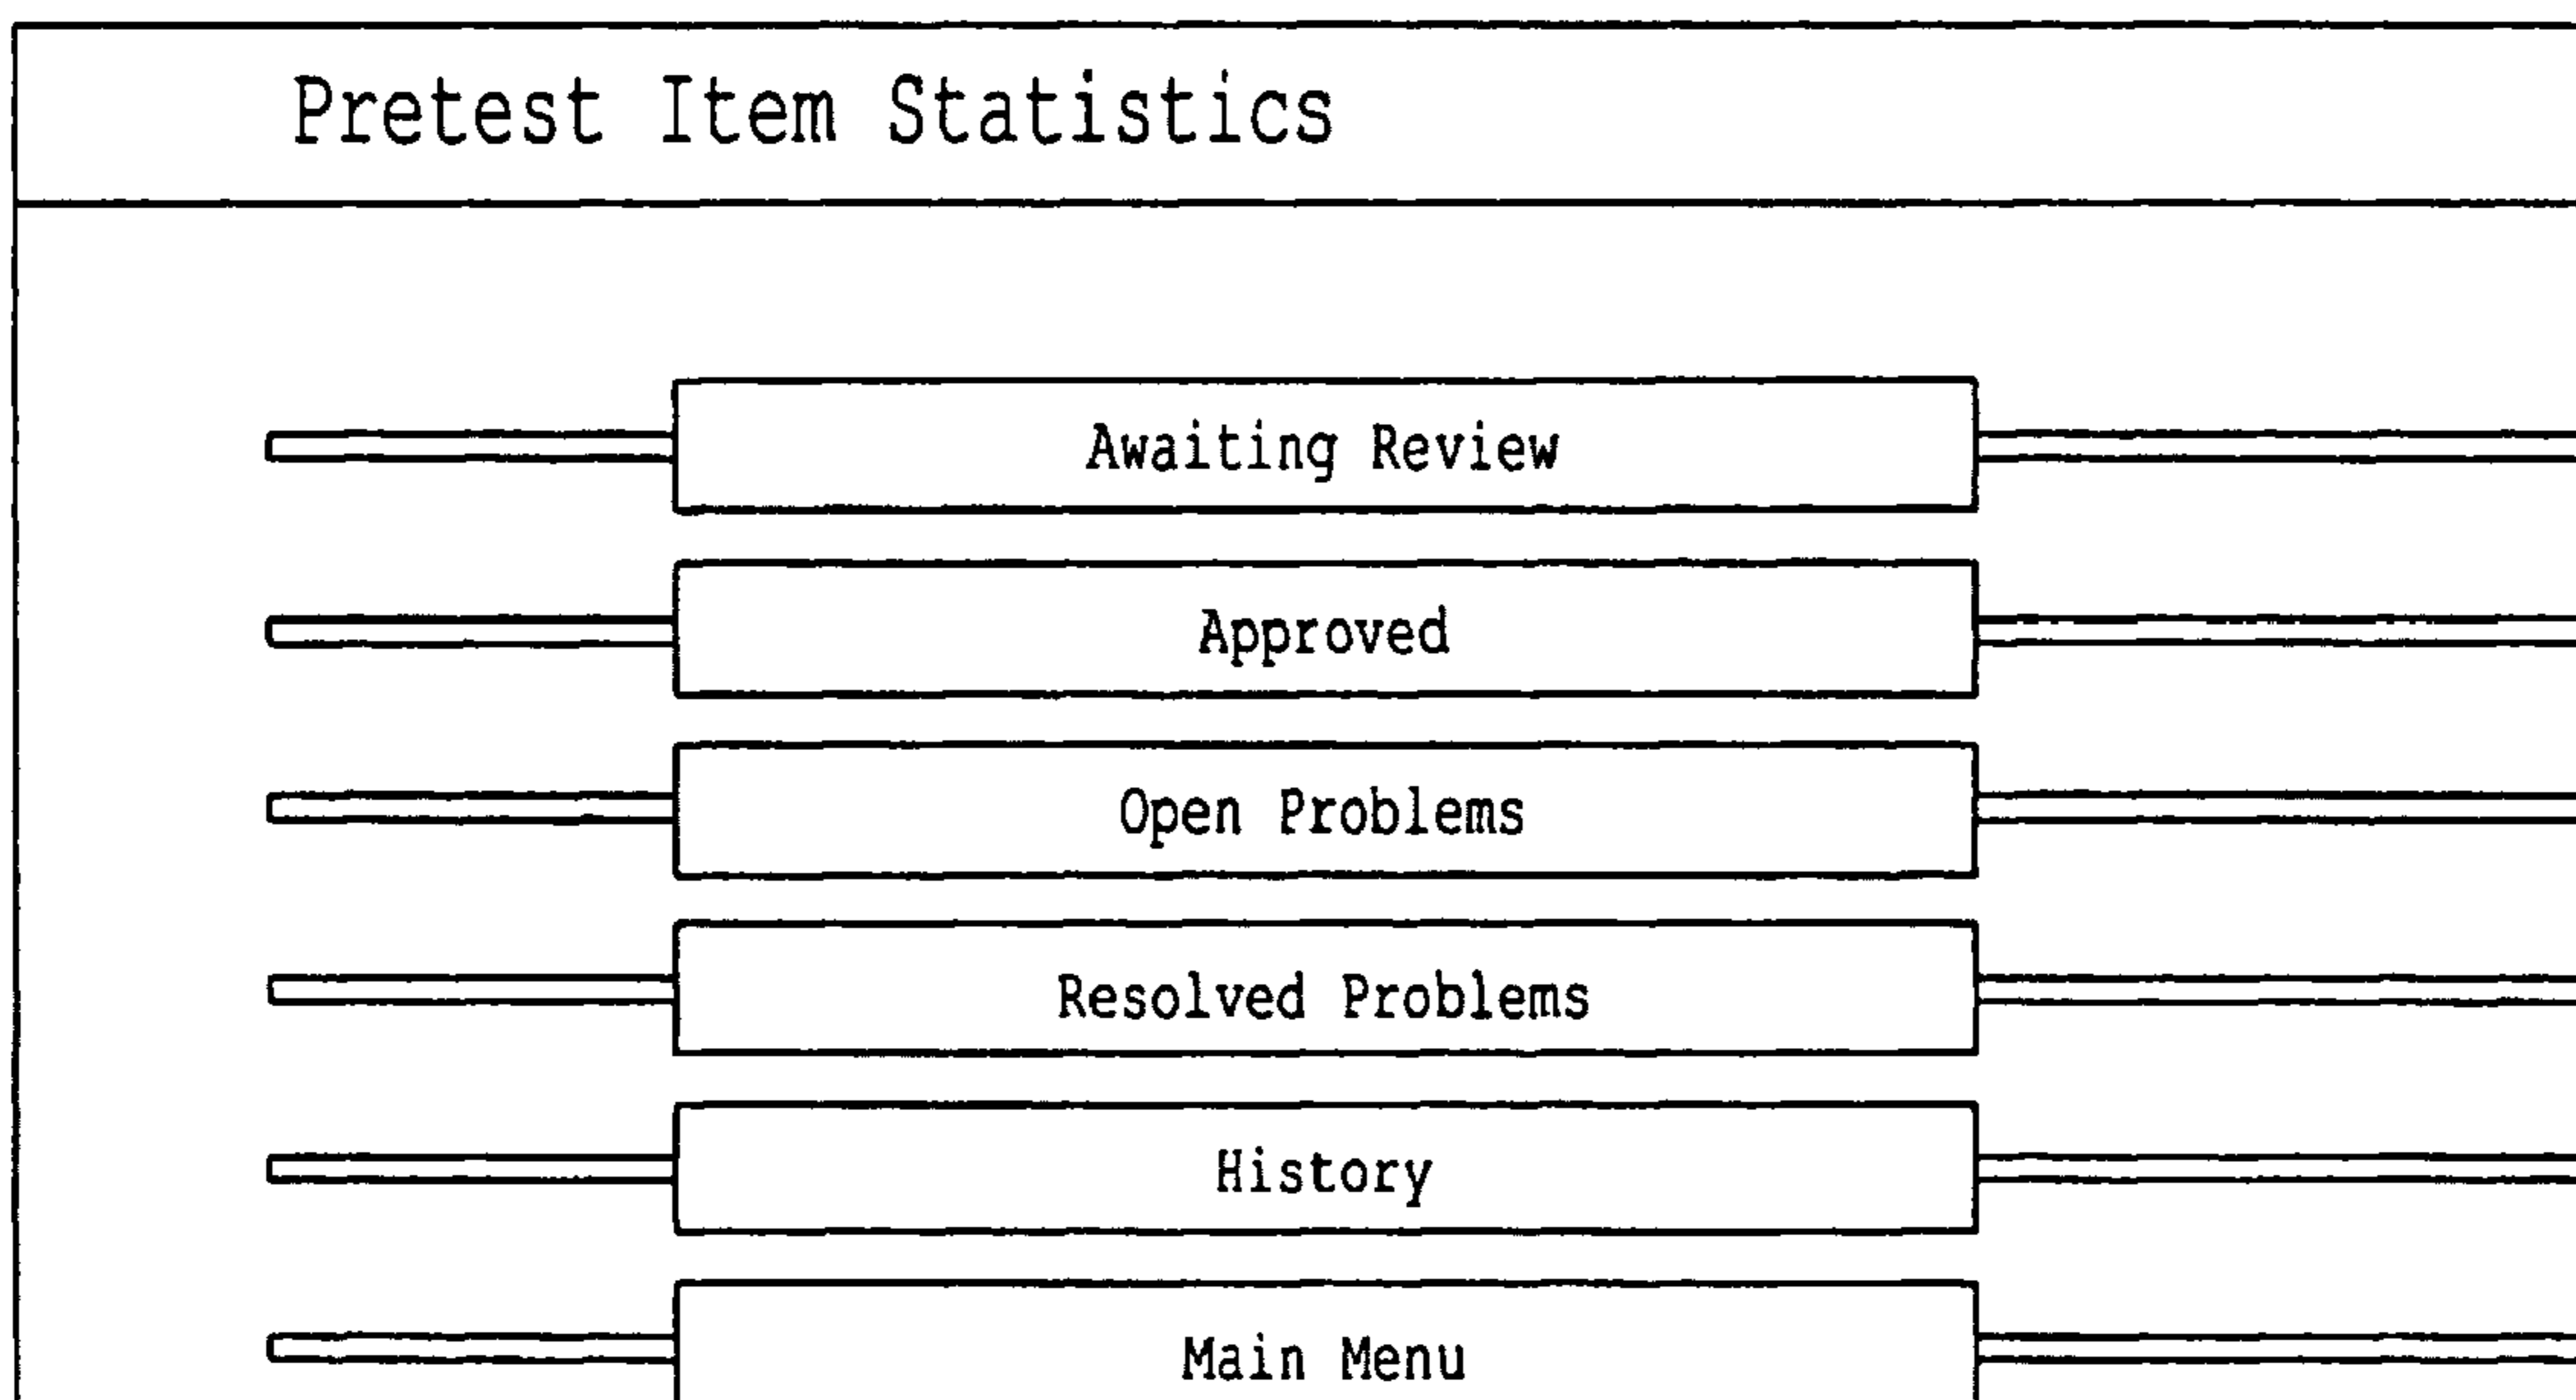 Pretest Item Statistics
Awaiting Review
Approved
Open Problems
Resolved Problems
History
Main Menu